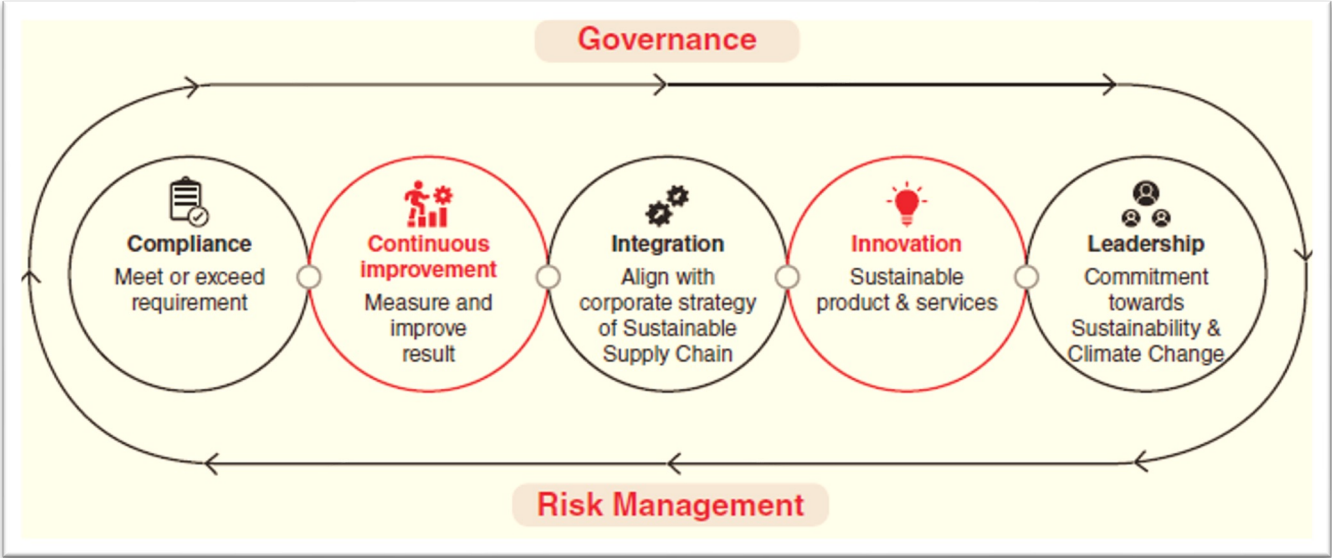 Governance
Compliance
Meet or exceed
requirement
Continuous
improvement
Measure and
improve
result
Integration
Align with
corporate strategy
of Sustainable
Supply Chain
Innovation
Sustainable
product & services
Leadership
Commitment
towards
Sustainability &
Climate Change
Risk Management